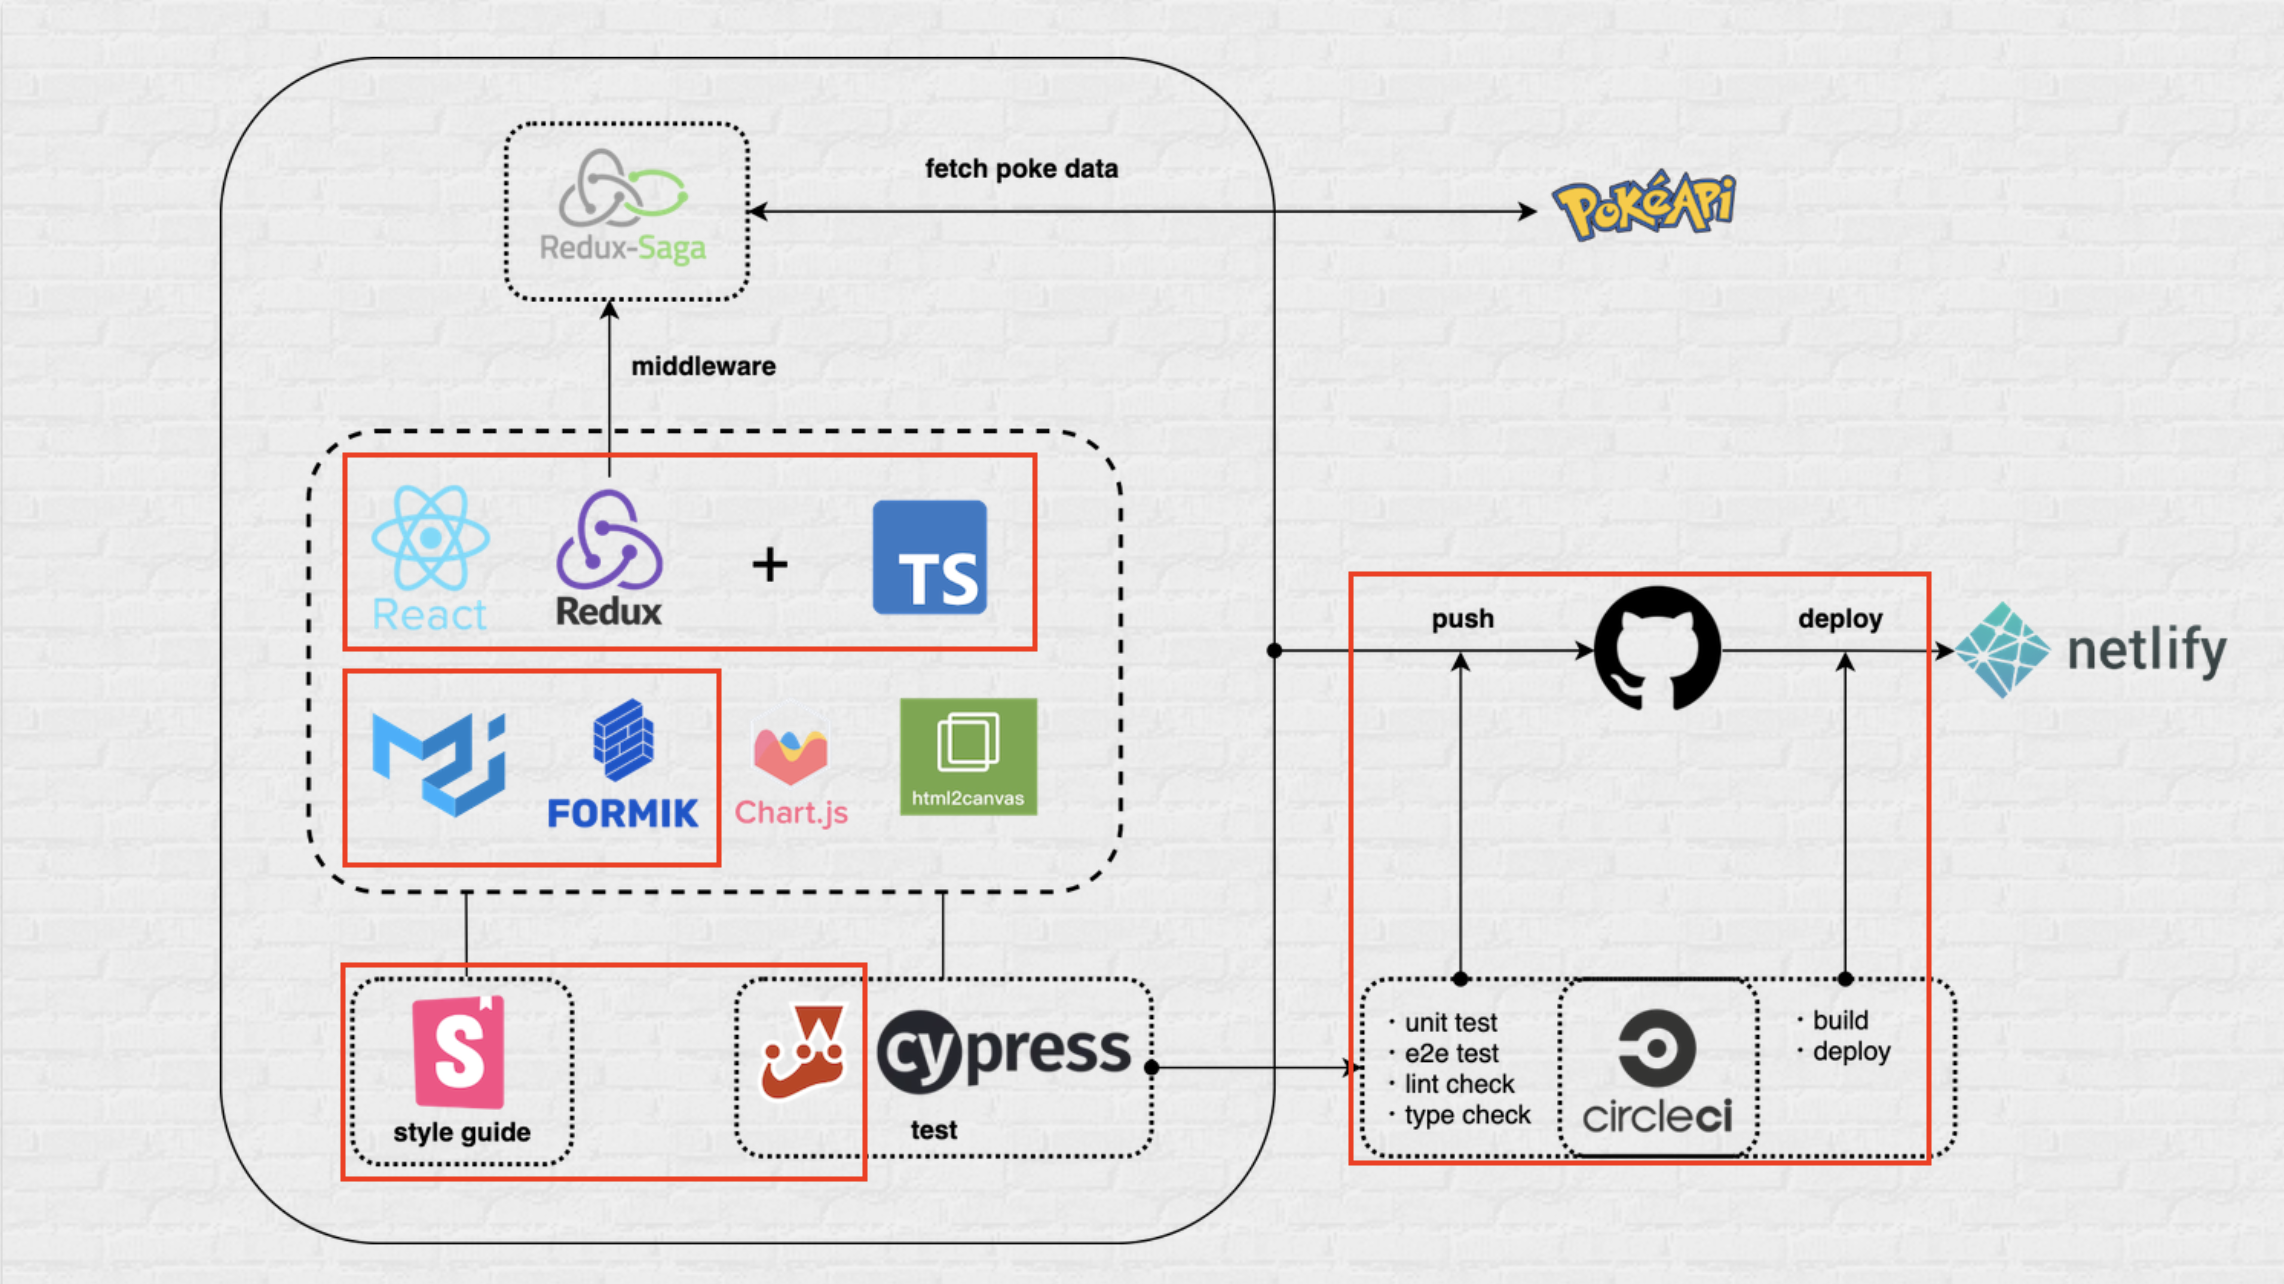 Redux-Saga
fetch poke data
PokéApi
middleware
React
Redux
+
TS
push
deploy
netlify
FORMIK
Chart.js
html2canvas
S
style guide
cypress
test
・unit test
・e2e test
・lint check
・type check
circleci
・build
・deploy